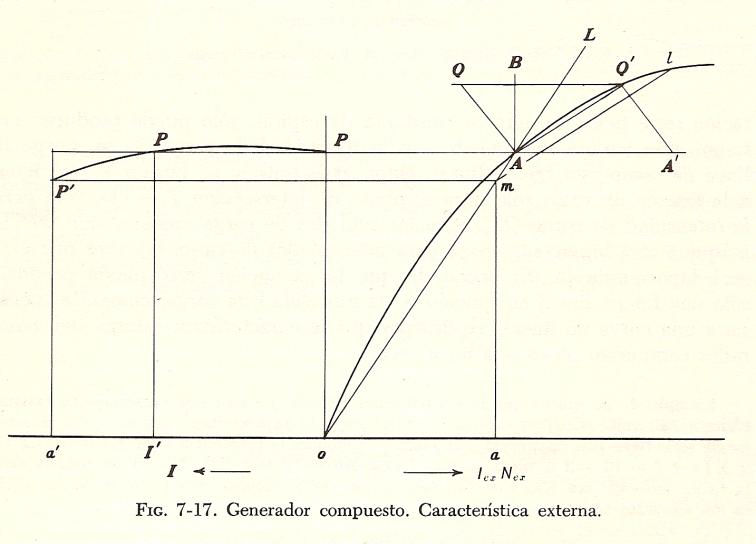 L
B
Q
Q'
l
P
P
A
A'
P'
m
a'
I'
o
a
I
I_ex N_ex
FIG. 7-17. Generador compuesto. Característica externa.